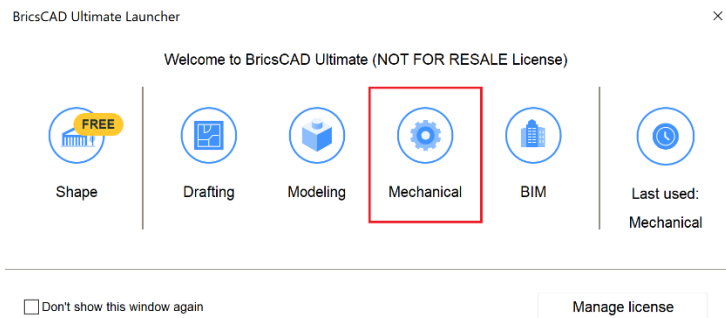 BricsCAD Ultimate Launcher
Welcome to BricsCAD Ultimate (NOT FOR RESALE License)
FREE
Shape
Drafting
Modeling
Mechanical
BIM
Last used:
Mechanical
Don't show this window again
Manage license